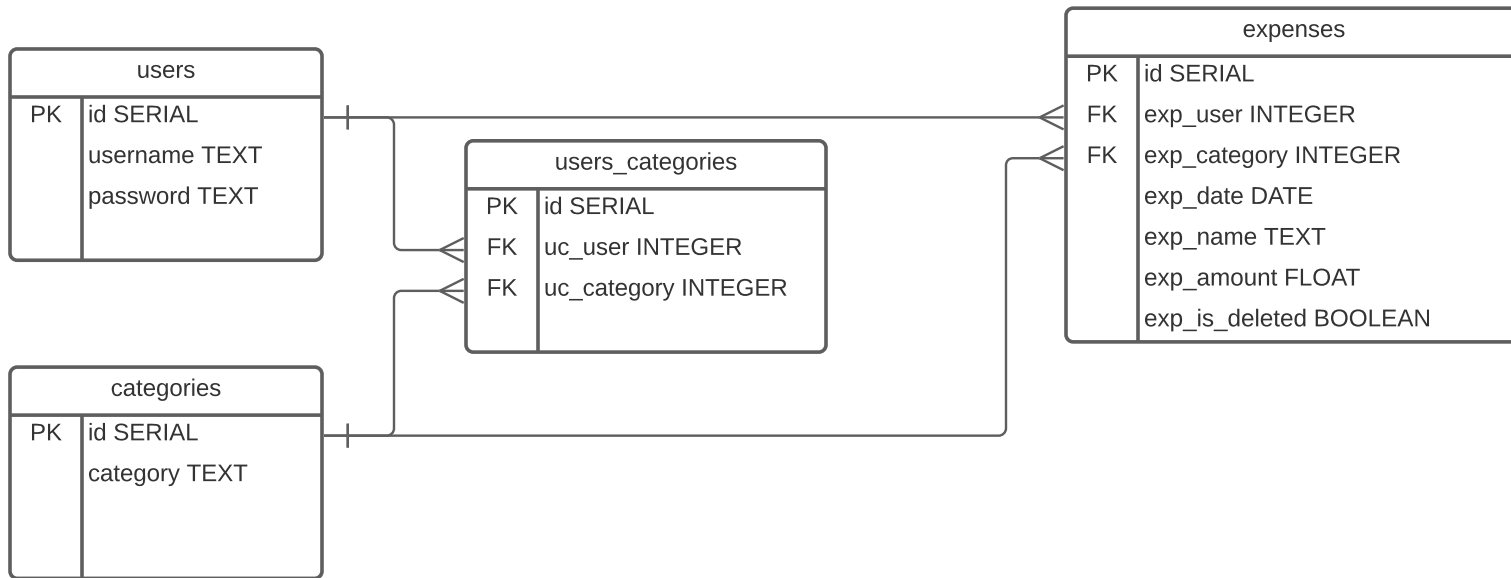 users
PK id SERIAL
username TEXT
password TEXT
users_categories
PK id SERIAL
FK uc_user INTEGER
FK uc_category INTEGER
categories
PK id SERIAL
category TEXT
expenses
PK id SERIAL
FK exp_user INTEGER
FK exp_category INTEGER
exp_date DATE
exp_name TEXT
exp_amount FLOAT
exp_is_deleted BOOLEAN